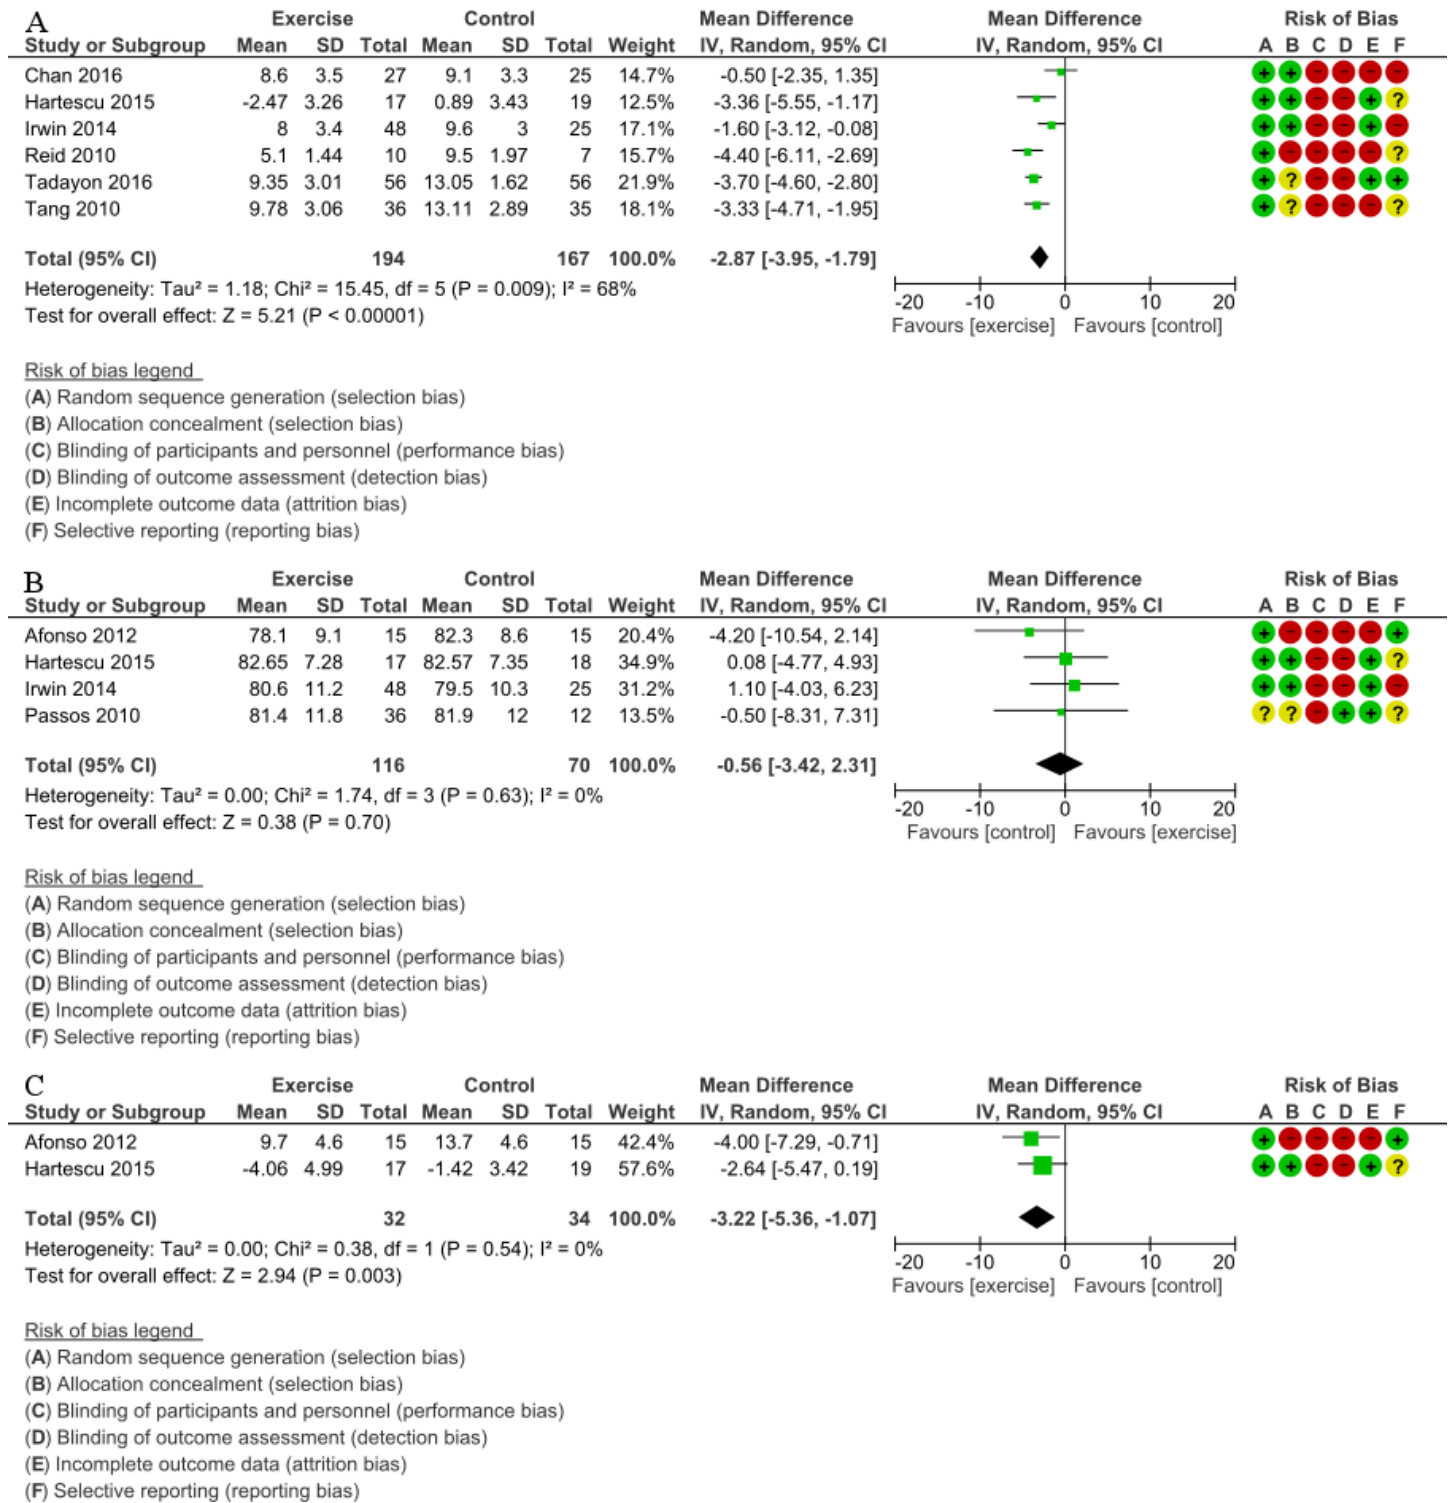 A Exercise Control Mean Difference Mean Difference Risk of Bias
Study or Subgroup Mean SD Total Mean SD Total Weight IV, Random, 95% CI IV, Random, 95% CI A B C D E F
Chan 2016 8.6 3.5 27 9.1 3.3 25 14.7% -0.50 [-2.35, 1.35] + + - - - -
Hartescu 2015 -2.47 3.26 17 0.89 3.43 19 12.5% -3.36 [-5.55, -1.17] + + - - + ?
Irwin 2014 8 3.4 48 9.6 3 25 17.1% -1.60 [-3.12, -0.08] + + - - + -
Reid 2010 5.1 1.44 10 9.5 1.97 7 15.7% -4.40 [-6.11, -2.69] + - - - - ?
Tadayon 2016 9.35 3.01 56 13.05 1.62 56 21.9% -3.70 [-4.60, -2.80] + ? - - + +
Tang 2010 9.78 3.06 36 13.11 2.89 35 18.1% -3.33 [-4.71, -1.95] + ? - - - ?
Total (95% CI) 194 167 100.0% -2.87 [-3.95, -1.79]
Heterogeneity: Tau² = 1.18; Chi² = 15.45, df = 5 (P = 0.009); I² = 68%
Test for overall effect: Z = 5.21 (P < 0.00001)
-20 -10 0 10 20
Favours [exercise] Favours [control]
Risk of bias legend
(A) Random sequence generation (selection bias)
(B) Allocation concealment (selection bias)
(C) Blinding of participants and personnel (performance bias)
(D) Blinding of outcome assessment (detection bias)
(E) Incomplete outcome data (attrition bias)
(F) Selective reporting (reporting bias)
B Exercise Control Mean Difference Mean Difference Risk of Bias
Study or Subgroup Mean SD Total Mean SD Total Weight IV, Random, 95% CI IV, Random, 95% CI A B C D E F
Afonso 2012 78.1 9.1 15 82.3 8.6 15 20.4% -4.20 [-10.54, 2.14] + - - - - +
Hartescu 2015 82.65 7.28 17 82.57 7.35 18 34.9% 0.08 [-4.77, 4.93] + + - - + ?
Irwin 2014 80.6 11.2 48 79.5 10.3 25 31.2% 1.10 [-4.03, 6.23] + + - - + -
Passos 2010 81.4 11.8 36 81.9 12 12 13.5% -0.50 [-8.31, 7.31] ? ? - + + ?
Total (95% CI) 116 70 100.0% -0.56 [-3.42, 2.31]
Heterogeneity: Tau² = 0.00; Chi² = 1.74, df = 3 (P = 0.63); I² = 0%
Test for overall effect: Z = 0.38 (P = 0.70)
-20 -10 0 10 20
Favours [control] Favours [exercise]
Risk of bias legend
(A) Random sequence generation (selection bias)
(B) Allocation concealment (selection bias)
(C) Blinding of participants and personnel (performance bias)
(D) Blinding of outcome assessment (detection bias)
(E) Incomplete outcome data (attrition bias)
(F) Selective reporting (reporting bias)
C Exercise Control Mean Difference Mean Difference Risk of Bias
Study or Subgroup Mean SD Total Mean SD Total Weight IV, Random, 95% CI IV, Random, 95% CI A B C D E F
Afonso 2012 9.7 4.6 15 13.7 4.6 15 42.4% -4.00 [-7.29, -0.71] + - - - - +
Hartescu 2015 -4.06 4.99 17 -1.42 3.42 19 57.6% -2.64 [-5.47, 0.19] + + - - + ?
Total (95% CI) 32 34 100.0% -3.22 [-5.36, -1.07]
Heterogeneity: Tau² = 0.00; Chi² = 0.38, df = 1 (P = 0.54); I² = 0%
Test for overall effect: Z = 2.94 (P = 0.003)
-20 -10 0 10 20
Favours [exercise] Favours [control]
Risk of bias legend
(A) Random sequence generation (selection bias)
(B) Allocation concealment (selection bias)
(C) Blinding of participants and personnel (performance bias)
(D) Blinding of outcome assessment (detection bias)
(E) Incomplete outcome data (attrition bias)
(F) Selective reporting (reporting bias)